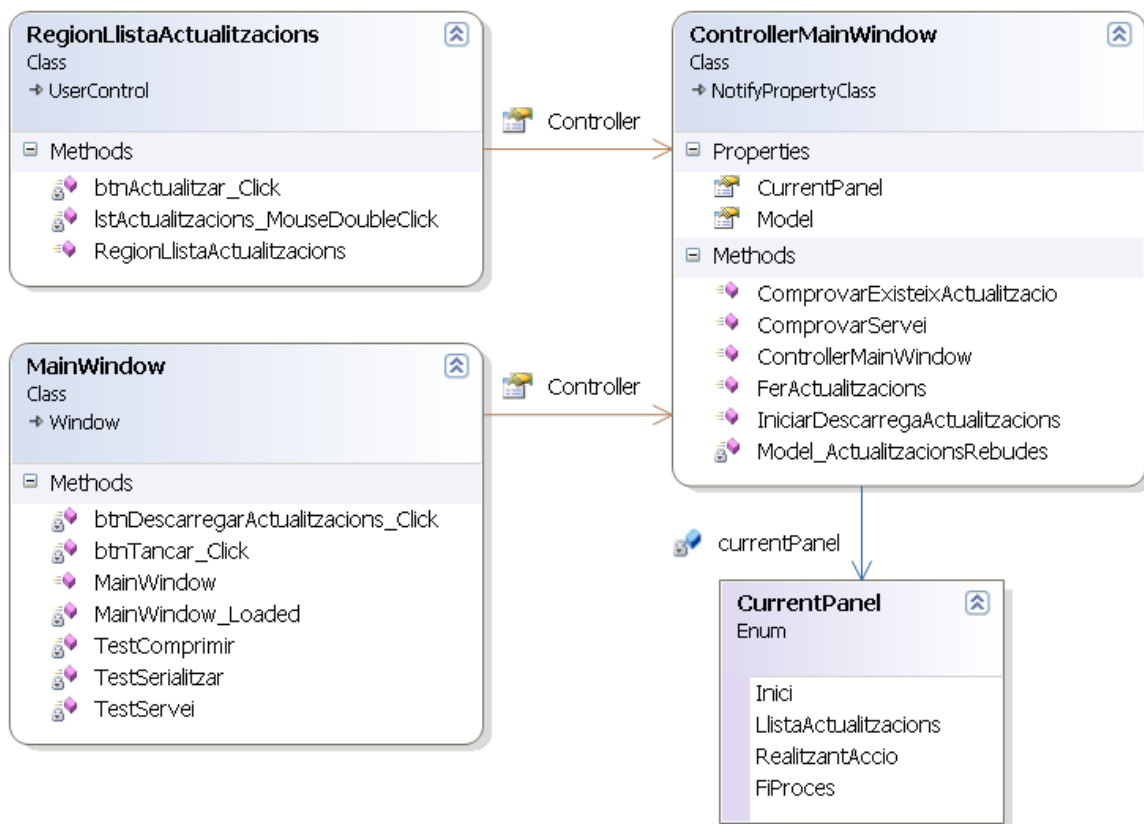 RegionLlistaActualitzacions
Class
UserControl
Methods
btnActualitzar_Click
lstActualitzacions_MouseDoubleClick
RegionLlistaActualitzacions
Controller
ControllerMainWindow
Class
NotifyPropertyClass
Properties
CurrentPanel
Model
Methods
ComprovarExisteixActualitzacio
ComprovarServei
ControllerMainWindow
FerActualitzacions
IniciarDescarregaActualitzacions
Model_ActualitzacionsRebudes
MainWindow
Class
Window
Methods
btnDescarregarActualitzacions_Click
btnTancar_Click
MainWindow
MainWindow_Loaded
TestComprimir
TestSerialitzar
TestServei
Controller
currentPanel
CurrentPanel
Enum
Inici
LlistaActualitzacions
RealitzantAccio
FiProces